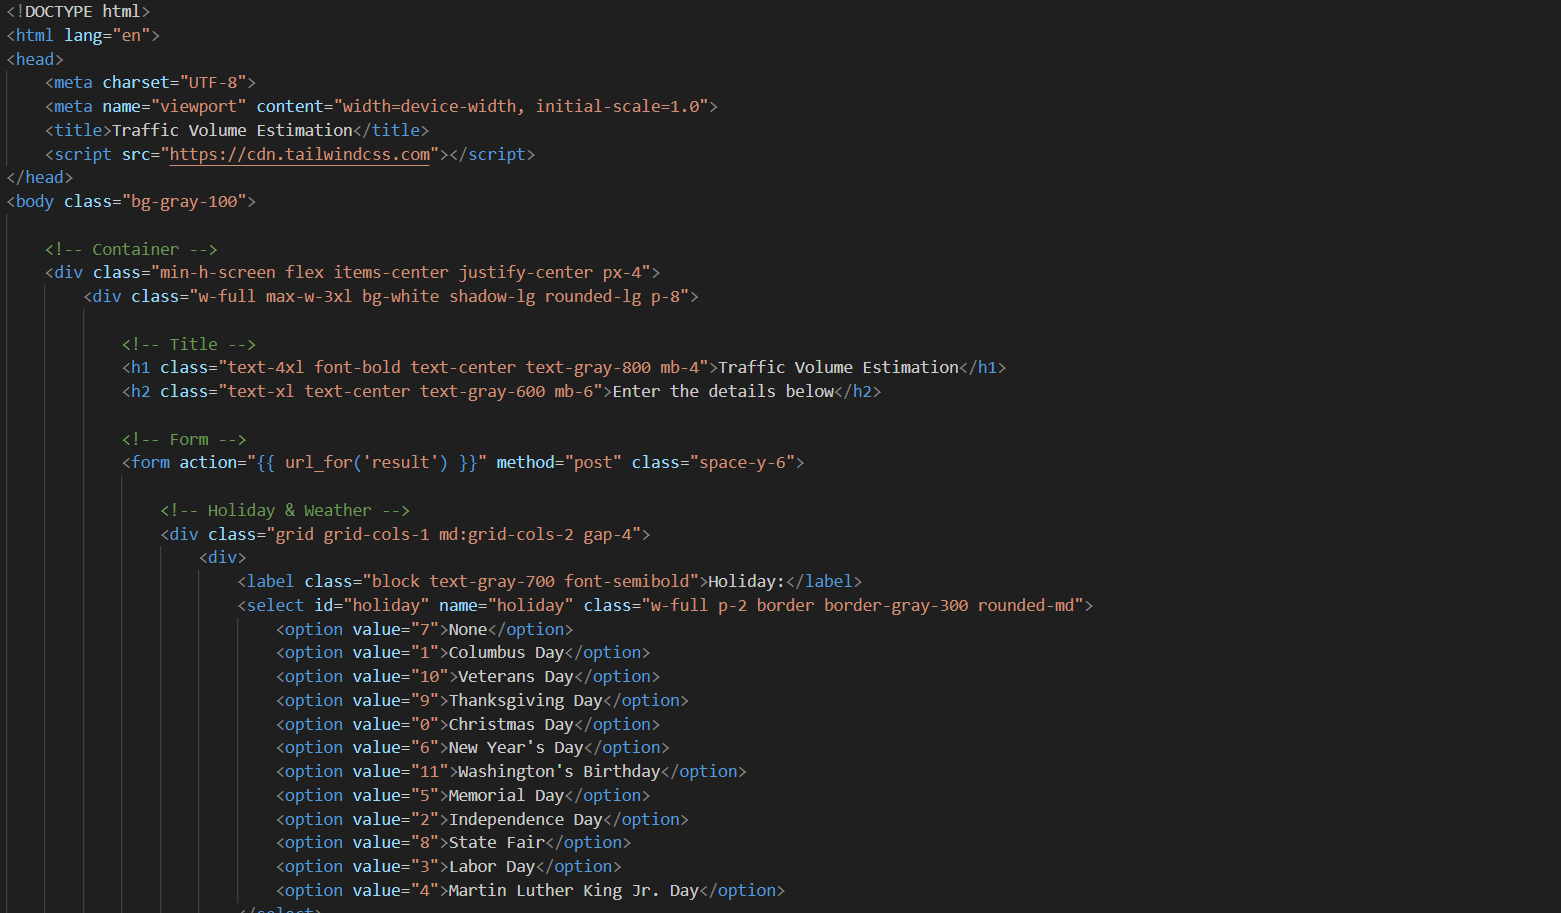 <!DOCTYPE html>
<html lang="en">
<head>
    <meta charset="UTF-8">
    <meta name="viewport" content="width=device-width, initial-scale=1.0">
    <title>Traffic Volume Estimation</title>
    <script src="https://cdn.tailwindcss.com"></script>
</head>
<body class="bg-gray-100">

    <!-- Container -->
    <div class="min-h-screen flex items-center justify-center px-4">
        <div class="w-full max-w-3xl bg-white shadow-lg rounded-lg p-8">

            <!-- Title -->
            <h1 class="text-4xl font-bold text-center text-gray-800 mb-4">Traffic Volume Estimation</h1>
            <h2 class="text-xl text-center text-gray-600 mb-6">Enter the details below</h2>

            <!-- Form -->
            <form action="{{ url_for('result') }}" method="post" class="space-y-6">

                <!-- Holiday & Weather -->
                <div class="grid grid-cols-1 md:grid-cols-2 gap-4">
                    <div>
                        <label class="block text-gray-700 font-semibold">Holiday:</label>
                        <select id="holiday" name="holiday" class="w-full p-2 border border-gray-300 rounded-md">
                            <option value="7">None</option>
                            <option value="1">Columbus Day</option>
                            <option value="10">Veterans Day</option>
                            <option value="9">Thanksgiving Day</option>
                            <option value="0">Christmas Day</option>
                            <option value="6">New Year's Day</option>
                            <option value="11">Washington's Birthday</option>
                            <option value="5">Memorial Day</option>
                            <option value="2">Independence Day</option>
                            <option value="8">State Fair</option>
                            <option value="3">Labor Day</option>
                            <option value="4">Martin Luther King Jr. Day</option>
                        </select>